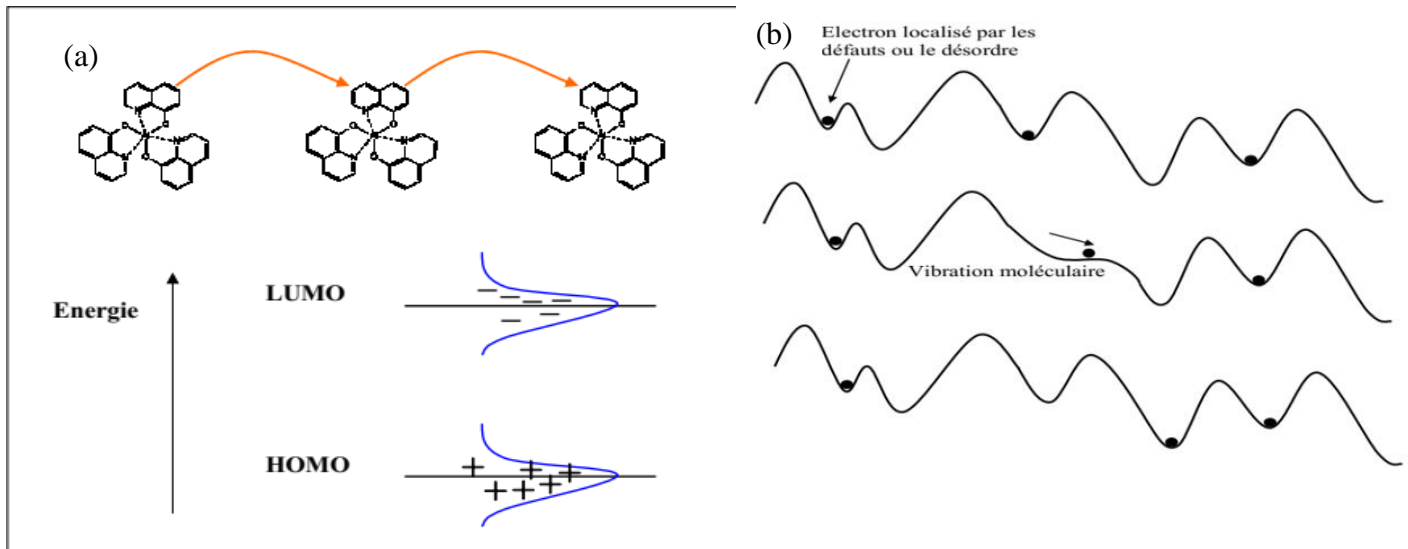 (a)
Energie
LUMO
HOMO
(b)
Electron localisé par les
défauts ou le désordre
Vibration moléculaire